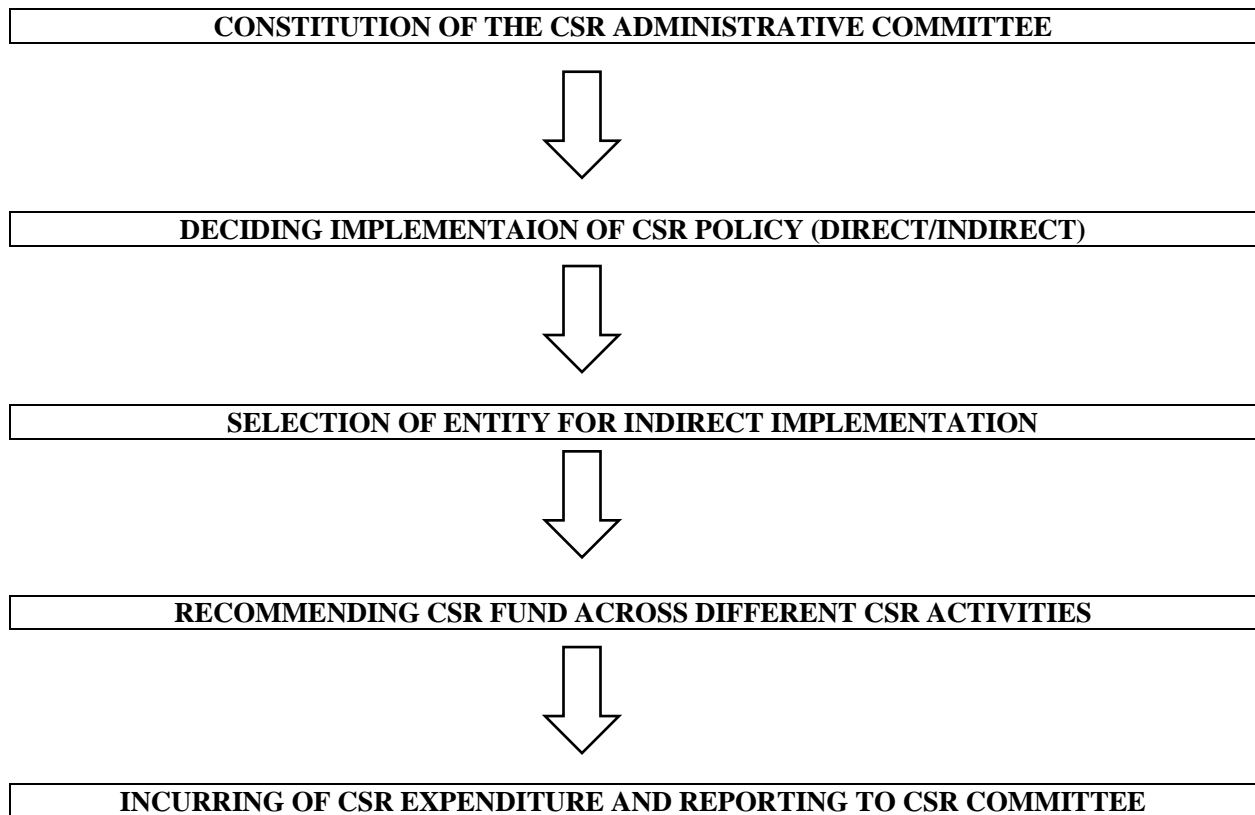 CONSTITUTION OF THE CSR ADMINISTRATIVE COMMITTEE
DECIDING IMPLEMENTAION OF CSR POLICY (DIRECT/INDIRECT)
SELECTION OF ENTITY FOR INDIRECT IMPLEMENTATION
RECOMMENDING CSR FUND ACROSS DIFFERENT CSR ACTIVITIES
INCURRING OF CSR EXPENDITURE AND REPORTING TO CSR COMMITTEE